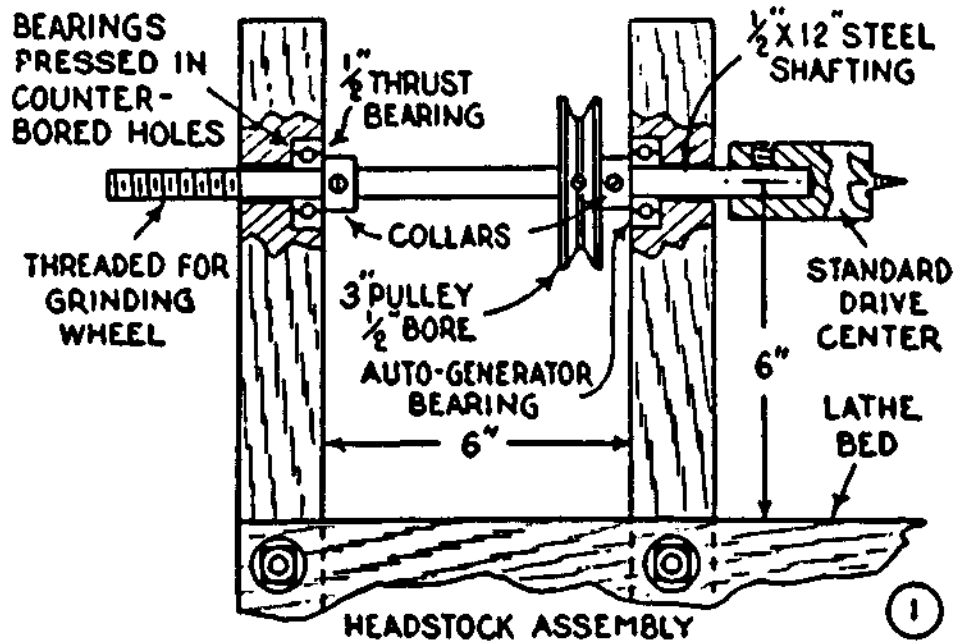 BEARINGS
PRESSED IN
COUNTER-
BORED HOLES
1/2" THRUST
BEARING
1/2" X 12" STEEL
SHAFTING
COLLARS
THREADED FOR
GRINDING
WHEEL
3" PULLEY
1/2" BORE
AUTO-GENERATOR
BEARING
STANDARD
DRIVE
CENTER
6"
6"
LATHE
BED
HEADSTOCK ASSEMBLY
1